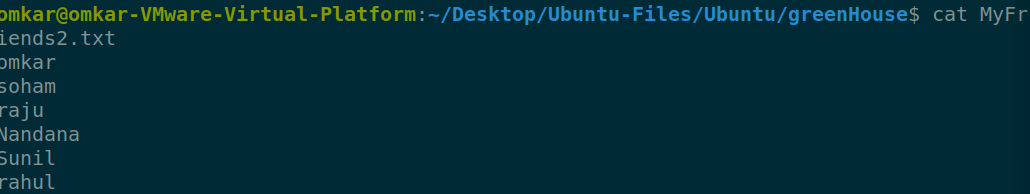 omkar@omkar-VMware-Virtual-Platform:~/Desktop/Ubuntu-Files/Ubuntu/greenHouse$ cat MyFr
iends2.txt
omkar
soham
raju
Nandana
Sunil
rahul